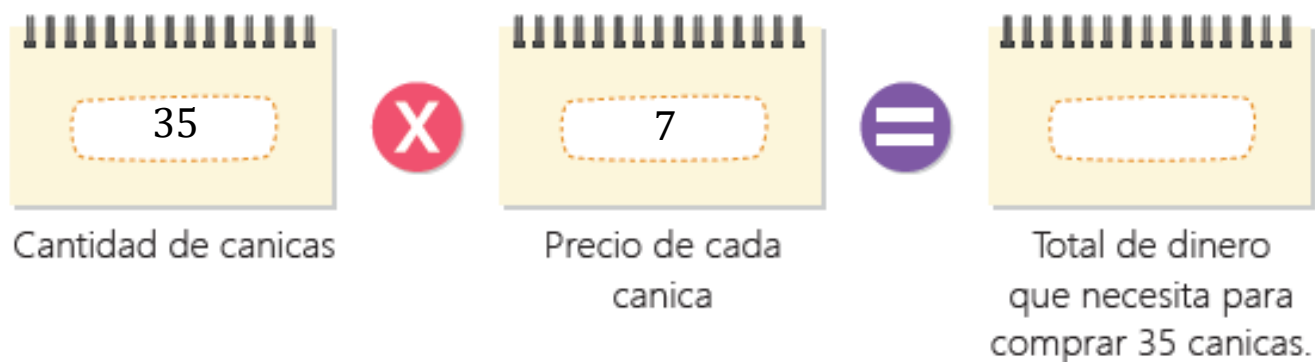 35 X 7 =
Cantidad de canicas
Precio de cada
canica
Total de dinero
que necesita para
comprar 35 canicas.